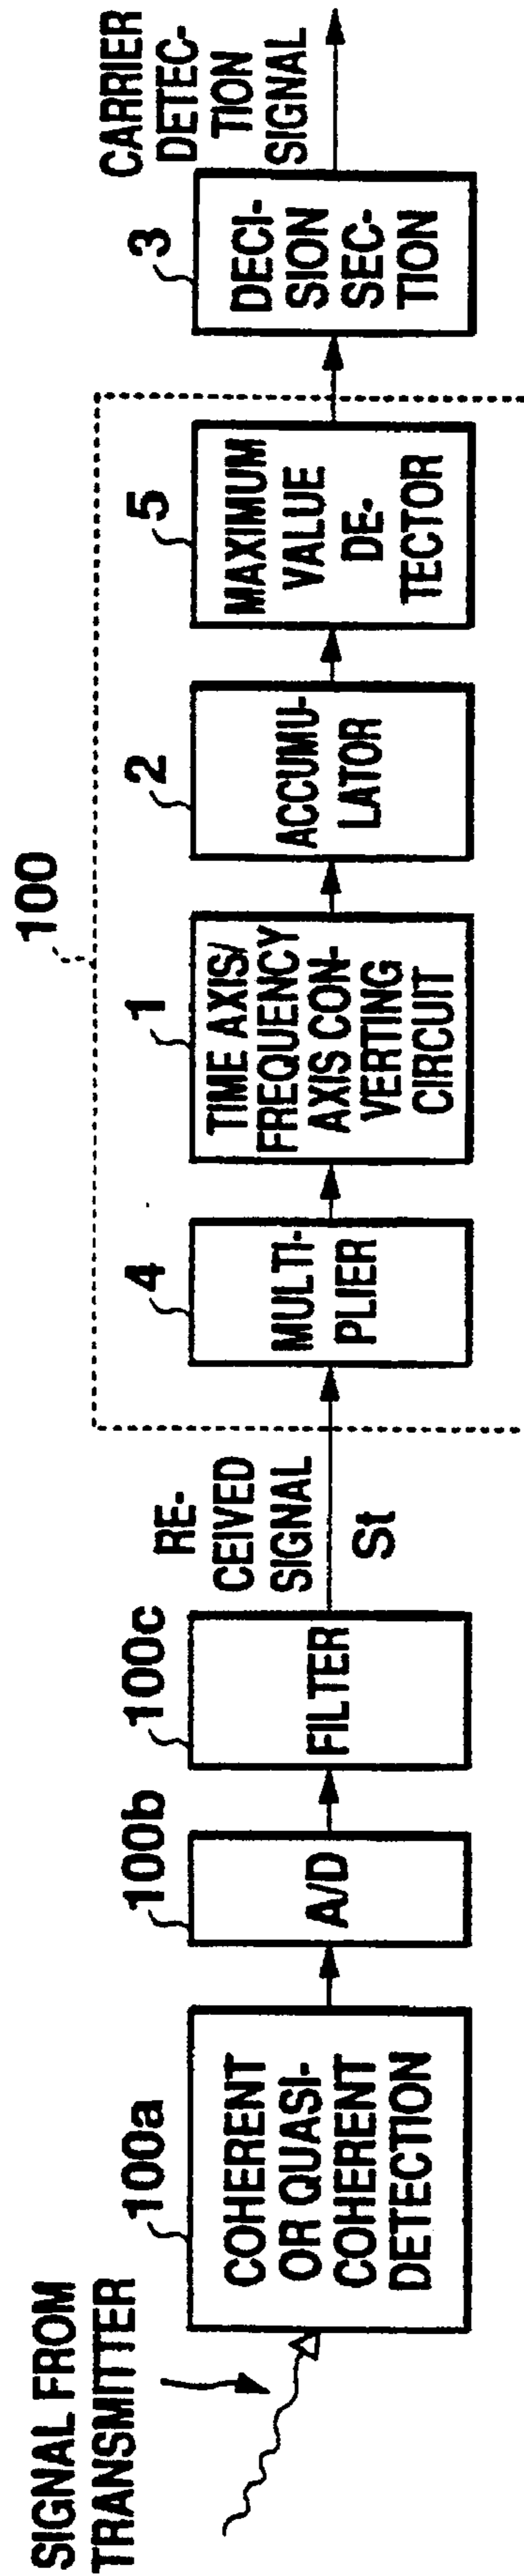 SIGNAL FROM
TRANSMITTER
100a
COHERENT
OR QUASI-
COHERENT
DETECTION
100b
A/D
100c
FILTER
RE-
CEIVED
SIGNAL
St
100
4
MULTI-
PLIER
1
TIME AXIS/
FREQUENCY
AXIS CON-
VERTING
CIRCUIT
2
ACCUMU-
LATOR
5
MAXIMUM
VALUE
DE-
TECTOR
3
DECI-
SION
SEC-
TION
CARRIER
DETEC-
TION
SIGNAL